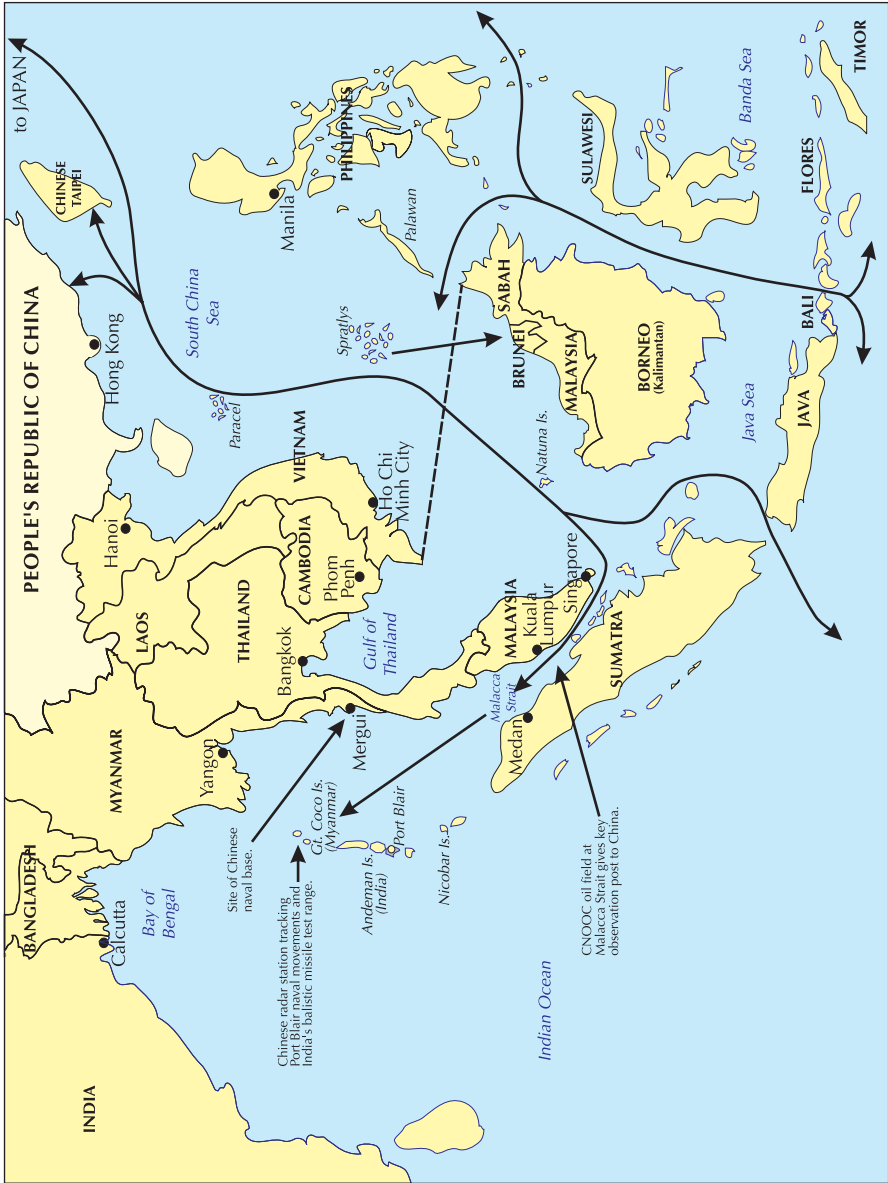 to JAPAN
PEOPLE'S REPUBLIC OF CHINA
CHINESE
TAIPEI
BANGLADESH
INDIA
Calcutta
MYANMAR
Hanoi
Hong Kong
LAOS
Bay of
Bengal
South China
Sea
Yangon
THAILAND
Paracel
Manila
VIETNAM
Site of Chinese
naval base.
Bangkok
CAMBODIA
Phom
Penh
Ho Chi
Minh City
PHILIPPINES
Spratlys
Palawan
Chinese radar station tracking
Port Blair naval movements and
India's balistic missile test range.
Gt. Coco Is.
(Myanmar)
Mergui
Gulf of
Thailand
Andeman Is.
(India)
Port Blair
Nicobar Is.
Malacca
Strait
MALAYSIA
Kuala
Lumpur
Singapore
Natuna Is.
BRUNEI
SABAH
MALAYSIA
Medan
SUMATRA
BORNEO
(Kalimantan)
SULAWESI
Indian Ocean
CNOOC oil field at
Malacca Strait gives key
observation post to China.
Java Sea
Banda Sea
JAVA
BALI
FLORES
TIMOR